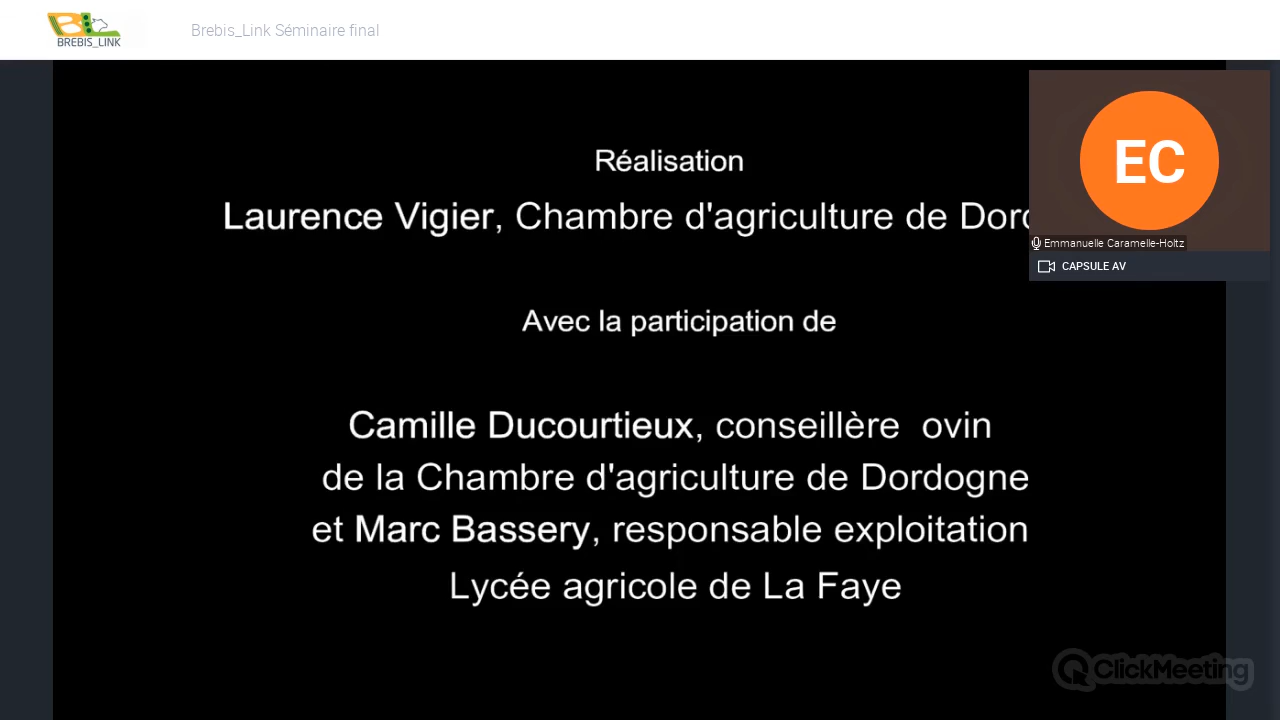 BL
BREBIS_LINK
Brebis_Link Séminaire final
Réalisation
Laurence Vigier, Chambre d'agriculture de
EC
Emmanuelle Caramelle-Holtz
CAPSULE AV
Avec la participation de
Camille Ducourtieux, conseillère ovin
de la Chambre d'agriculture de Dordogne
et Marc Bassery, responsable exploitation
Lycée agricole de La Faye
ClickMeeting